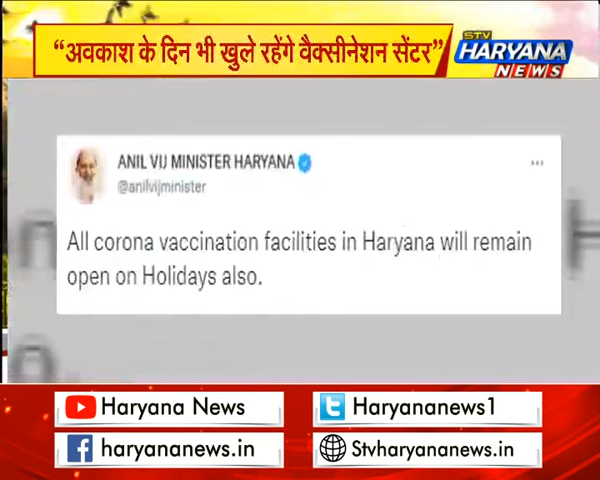 “अवकाश के दिन भी खुले रहेंगे वैक्सीनेशन सेंटर”
STV
HARYANA
NEWS
ANIL VIJ MINISTER HARYANA
@anilvijminister
All corona vaccination facilities in Haryana will remain
open on Holidays also.
Haryana News
Haryananews1
haryananews.in
Stvharyananews.in